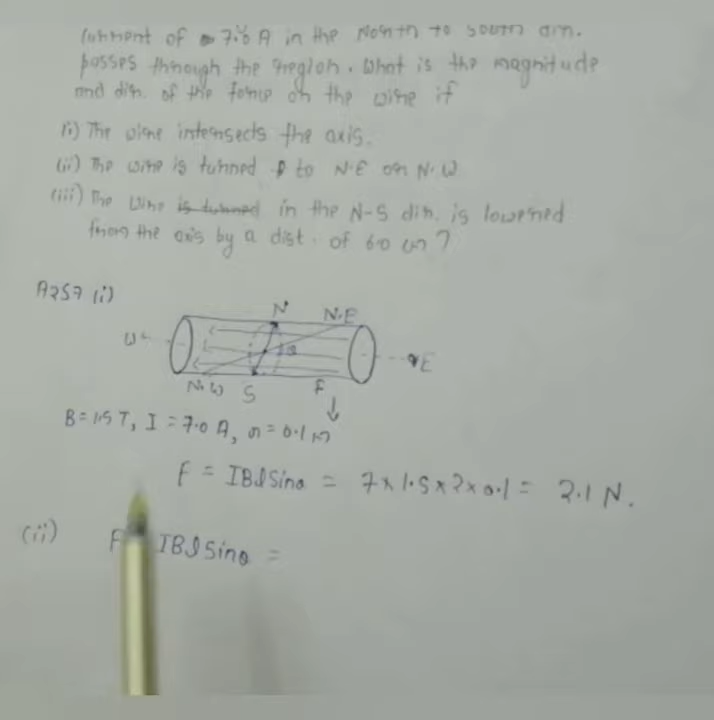 current of 7.0 A in the North to south dirn.
passes through the region. What is the magnitude
and dirn. of the force on the wire if
(i) The wire intersects the axis.
(ii) The wire is turned to N·E or N·W
(iii) The wire is turned in the N-S dirn. is lowered
from the axis by a dist. of 6.0 cm?
(i)
N N·E
W
E
N·W S F
B = 1.5 T, I = 7.0 A, r = 0.1 m
F = IBl Sinθ = 7 x 1.5 x 2 x 0.1 = 2.1 N.
(ii) F IBl Sinθ =